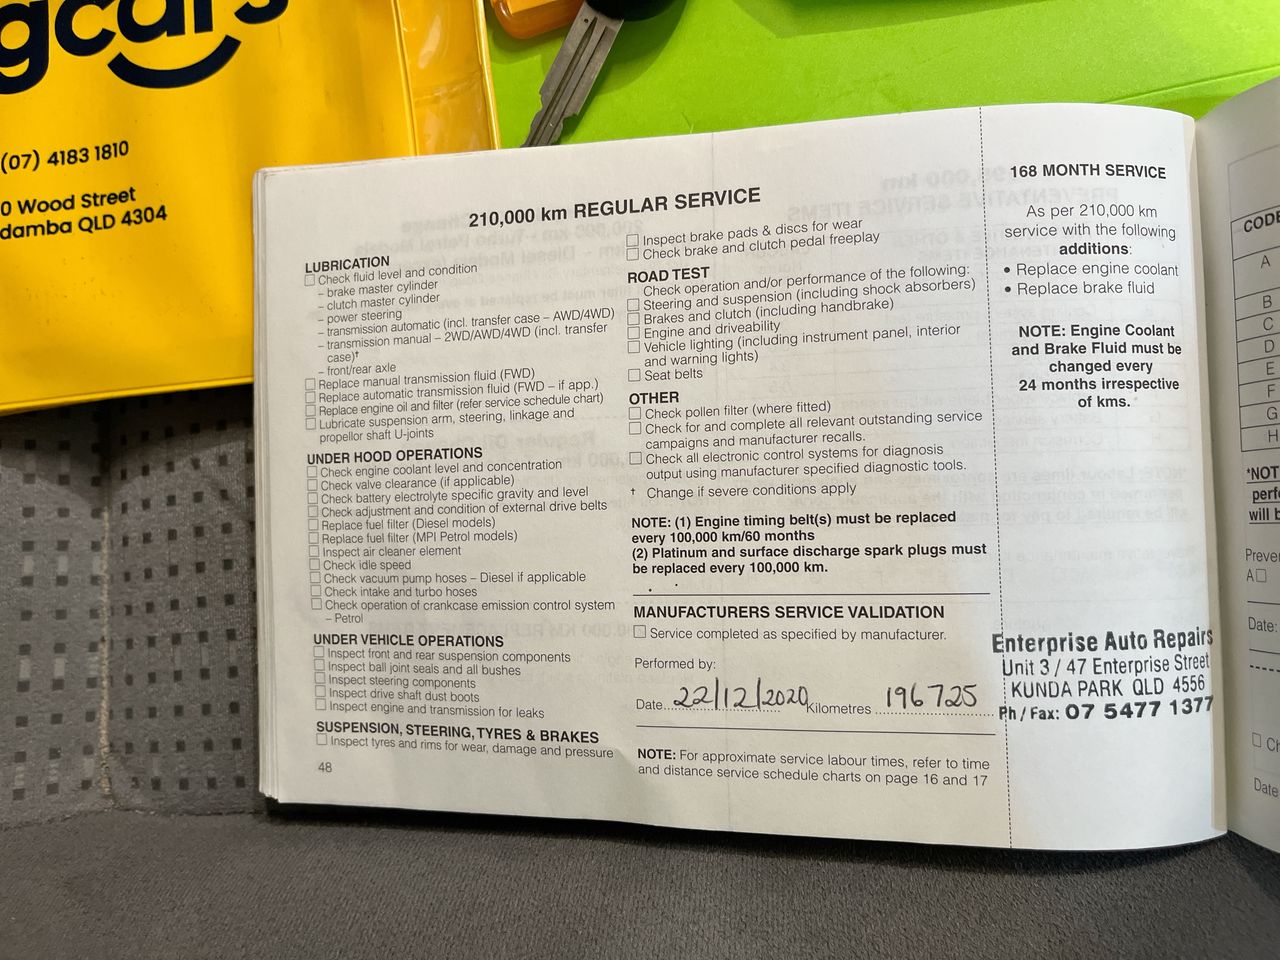 gcars
(07) 4183 1810
0 Wood Street
damba QLD 4304
210,000 km REGULAR SERVICE
LUBRICATION
Check fluid level and condition
– brake master cylinder
– clutch master cylinder
– power steering
– transmission automatic (incl. transfer case – AWD/4WD)
– transmission manual – 2WD/AWD/4WD (incl. transfer
case)†
– front/rear axle
Replace manual transmission fluid (FWD)
Replace automatic transmission fluid (FWD – if app.)
Replace engine oil and filter (refer service schedule chart)
Lubricate suspension arm, steering, linkage and
propellor shaft U-joints
UNDER HOOD OPERATIONS
Check engine coolant level and concentration
Check valve clearance (if applicable)
Check battery electrolyte specific gravity and level
Check adjustment and condition of external drive belts
Replace fuel filter (Diesel models)
Replace fuel filter (MPI Petrol models)
Inspect air cleaner element
Check idle speed
Check vacuum pump hoses – Diesel if applicable
Check intake and turbo hoses
Check operation of crankcase emission control system
– Petrol
UNDER VEHICLE OPERATIONS
Inspect front and rear suspension components
Inspect ball joint seals and all bushes
Inspect steering components
Inspect drive shaft dust boots
Inspect engine and transmission for leaks
SUSPENSION, STEERING, TYRES & BRAKES
Inspect tyres and rims for wear, damage and pressure
48
Inspect brake pads & discs for wear
Check brake and clutch pedal freeplay
ROAD TEST
Check operation and/or performance of the following:
Steering and suspension (including shock absorbers)
Brakes and clutch (including handbrake)
Engine and driveability
Vehicle lighting (including instrument panel, interior
and warning lights)
Seat belts
OTHER
Check pollen filter (where fitted)
Check for and complete all relevant outstanding service
campaigns and manufacturer recalls.
Check all electronic control systems for diagnosis
output using manufacturer specified diagnostic tools.
† Change if severe conditions apply
NOTE: (1) Engine timing belt(s) must be replaced
every 100,000 km/60 months
(2) Platinum and surface discharge spark plugs must
be replaced every 100,000 km.
MANUFACTURERS SERVICE VALIDATION
Service completed as specified by manufacturer.
Performed by:
Date 22/12/2020 Kilometres 196725
NOTE: For approximate service labour times, refer to time
and distance service schedule charts on page 16 and 17
168 MONTH SERVICE
As per 210,000 km
service with the following
additions:
• Replace engine coolant
• Replace brake fluid
NOTE: Engine Coolant
and Brake Fluid must be
changed every
24 months irrespective
of kms.
Enterprise Auto Repairs
Unit 3 / 47 Enterprise Street
KUNDA PARK QLD 4556
Ph / Fax: 07 5477 1377
CODE
A
B
C
D
E
F
G
H
*NOT
perfo
will b
Preven
A
Date:
Ch
Date